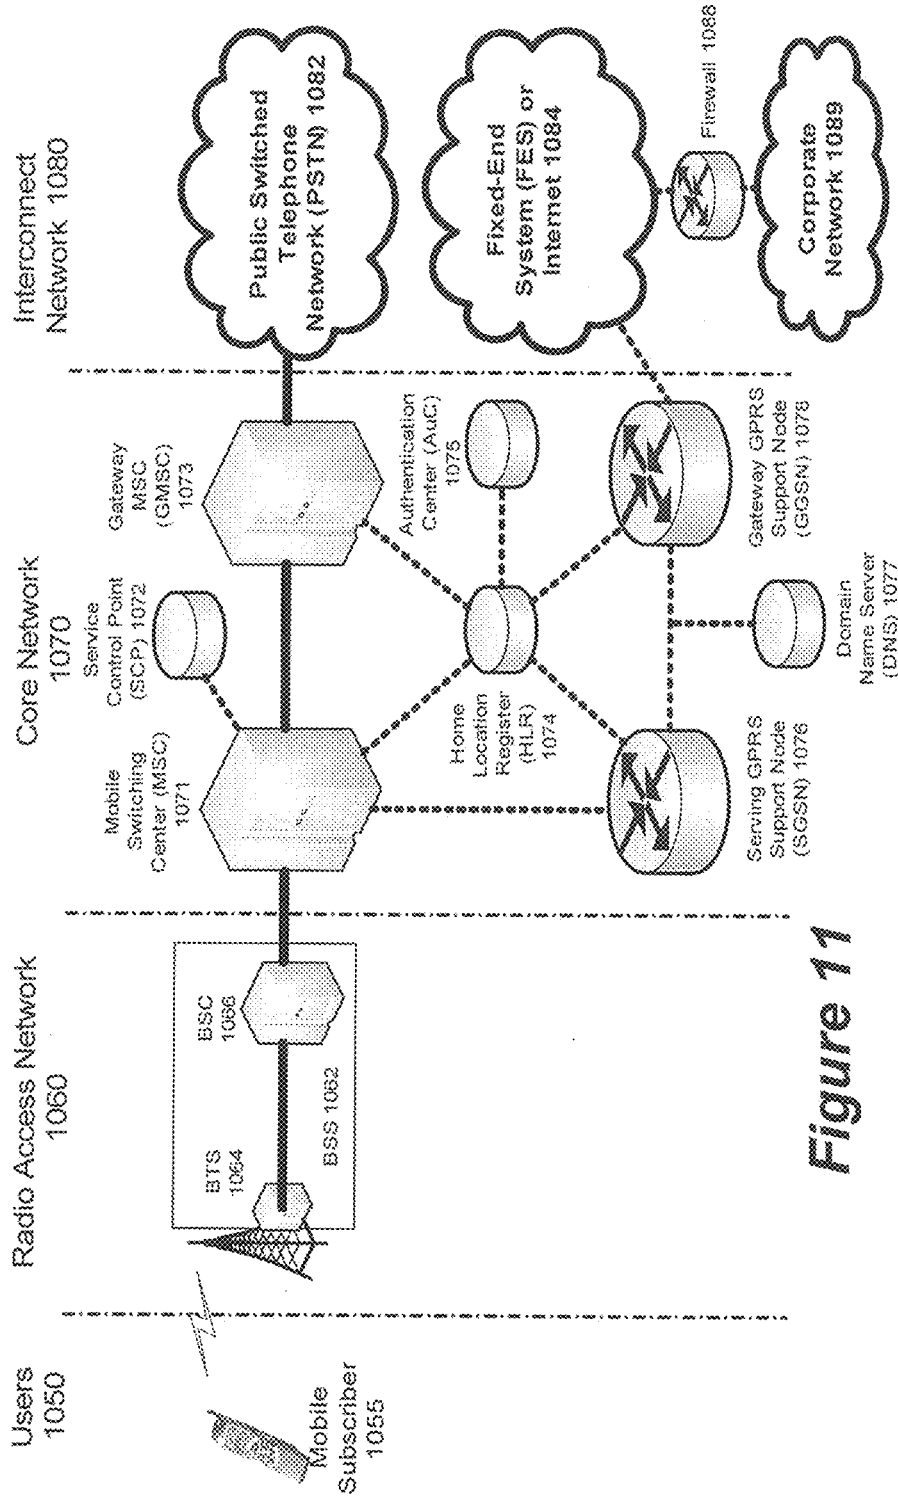 Users
1050
Radio Access Network
1060
Core Network
1070
Interconnect
Network 1080
Mobile
Subscriber
1055
BTS
1064
BSC
1066
BSS 1062
Mobile
Switching
Center (MSC)
1071
Service
Control Point
(SCP) 1072
Gateway
MSC
(GMSC)
1073
Public Switched
Telephone
Network (PSTN) 1082
Home
Location
Register
(HLR)
1074
Authentication
Center (AuC)
1075
Fixed-End
System (FES) or
Internet 1084
Serving GPRS
Support Node
(SGSN) 1076
Domain
Name Server
(DNS) 1077
Gateway GPRS
Support Node
(GGSN) 1078
Firewall 1088
Corporate
Network 1089
Figure 11